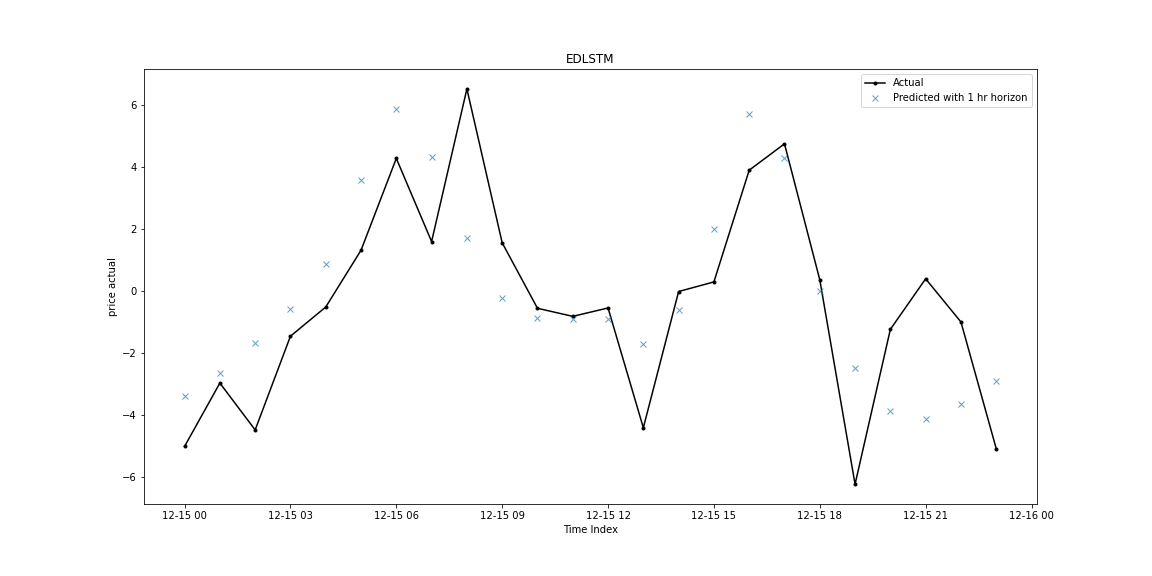 EDLSTM
Actual
Predicted with 1 hr horizon
price actual
6
4
2
0
−2
−4
−6
12-15 00 12-15 03 12-15 06 12-15 09 12-15 12 12-15 15 12-15 18 12-15 21 12-16 00
Time Index